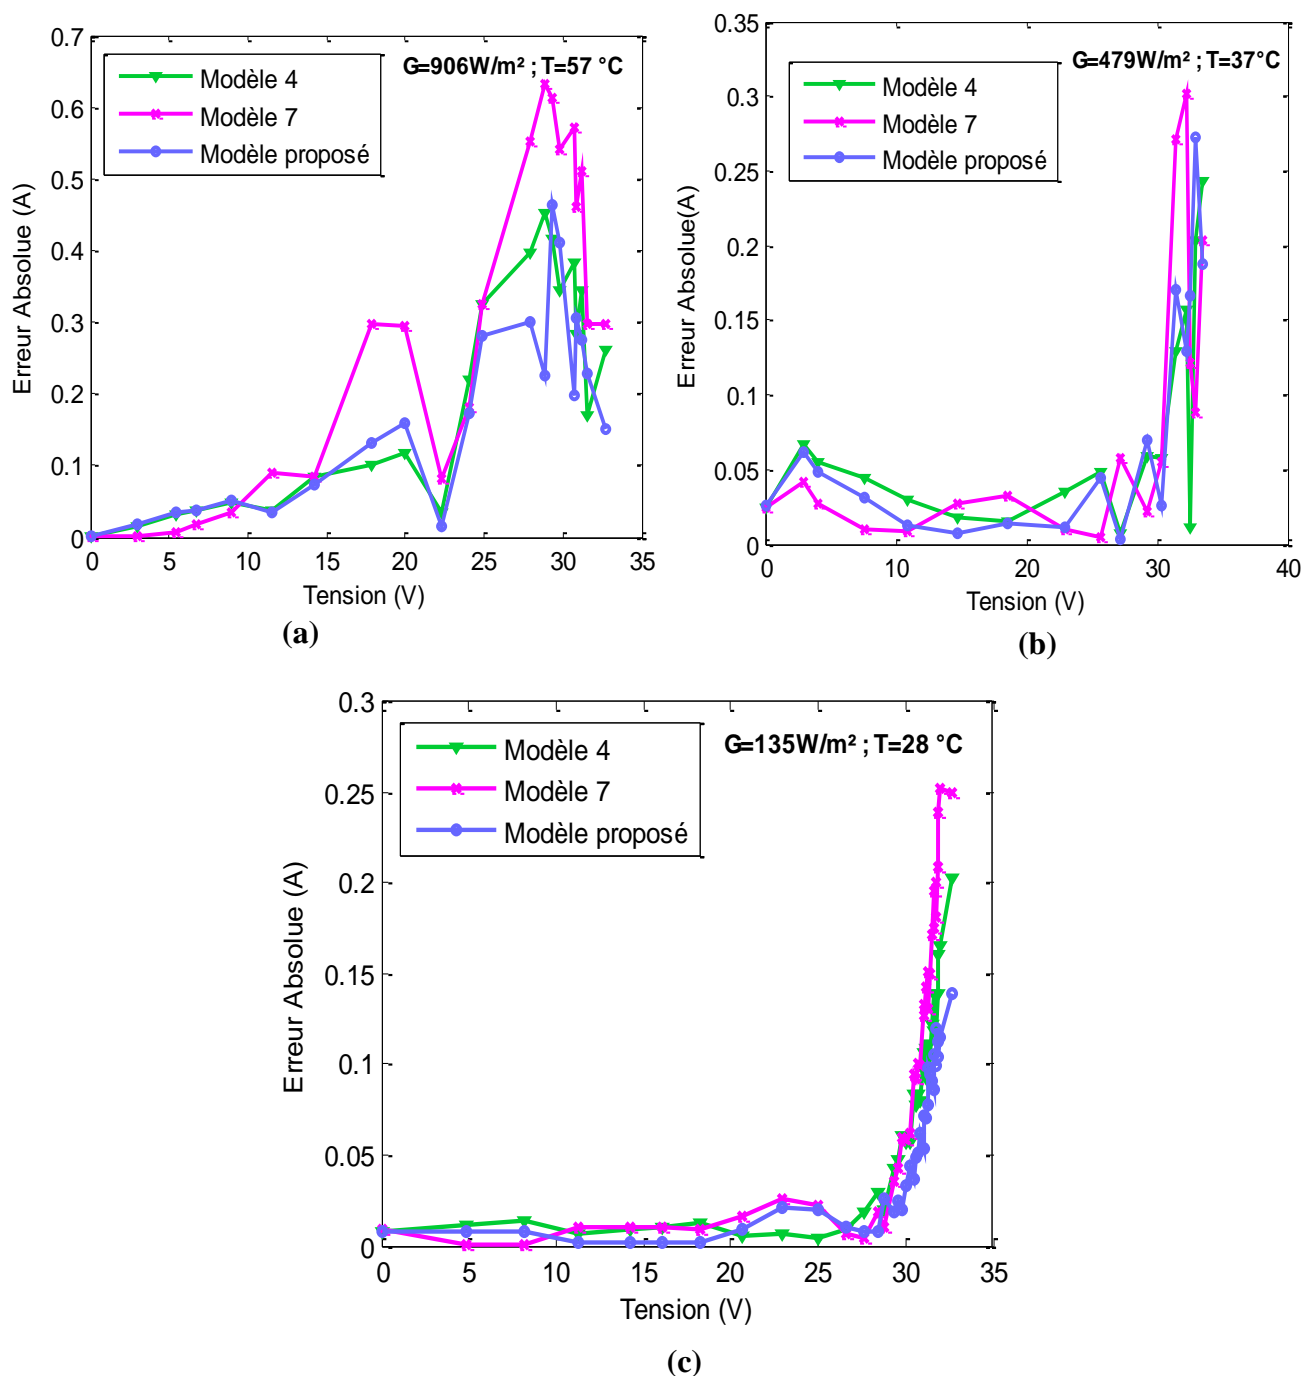 0.7
0.6
0.5
0.4
0.3
0.2
0.1
0
Erreur Absolue (A)
Modèle 4
Modèle 7
Modèle proposé
G=906W/m² ; T=57 °C
0 5 10 15 20 25 30 35
Tension (V)
(a)
0.35
0.3
0.25
0.2
0.15
0.1
0.05
0
Erreur Absolue(A)
Modèle 4
Modèle 7
Modèle proposé
G=479W/m² ; T=37°C
0 10 20 30 40
Tension (V)
(b)
0.3
0.25
0.2
0.15
0.1
0.05
0
Erreur Absolue (A)
Modèle 4
Modèle 7
Modèle proposé
G=135W/m² ; T=28 °C
0 5 10 15 20 25 30 35
Tension (V)
(c)